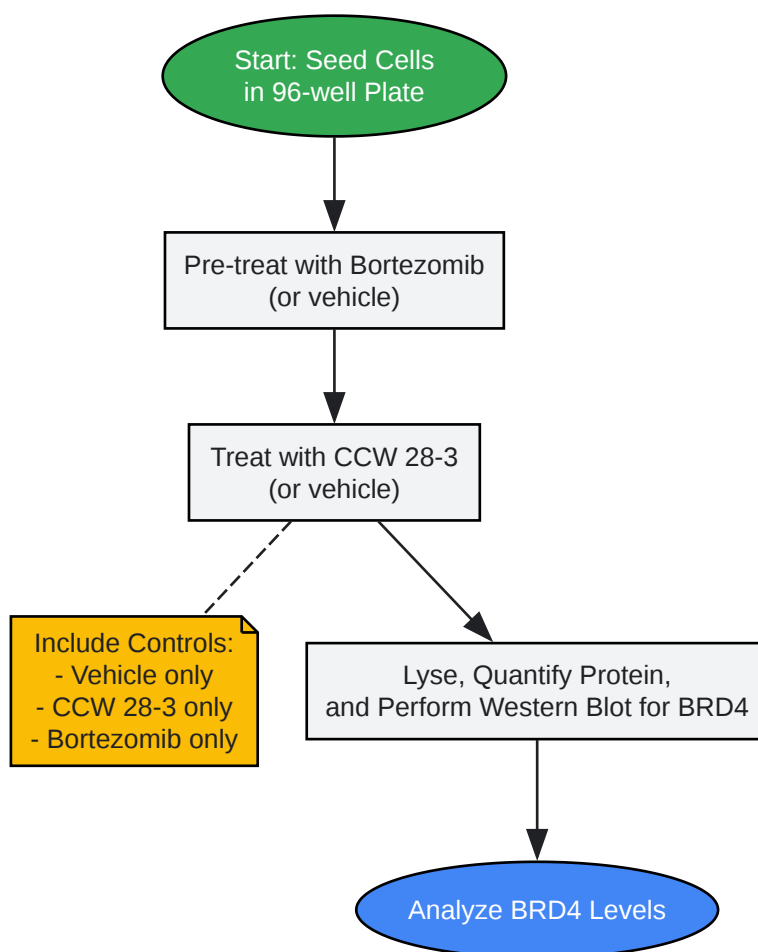 Start: Seed Cells
in 96-well Plate
Pre-treat with Bortezomib
(or vehicle)
Treat with CCW 28-3
(or vehicle)
Include Controls:
- Vehicle only
- CCW 28-3 only
- Bortezomib only
Lyse, Quantify Protein,
and Perform Western Blot for BRD4
Analyze BRD4 Levels